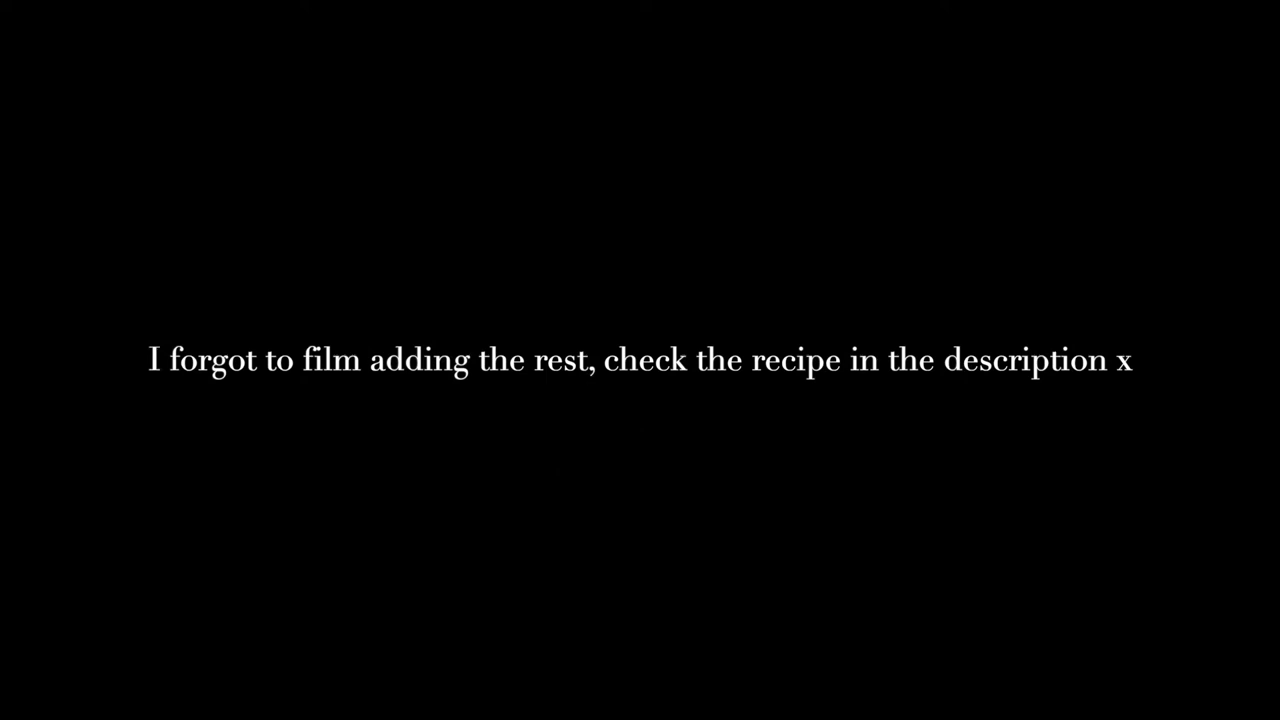 I forgot to film adding the rest, check the recipe in the description x